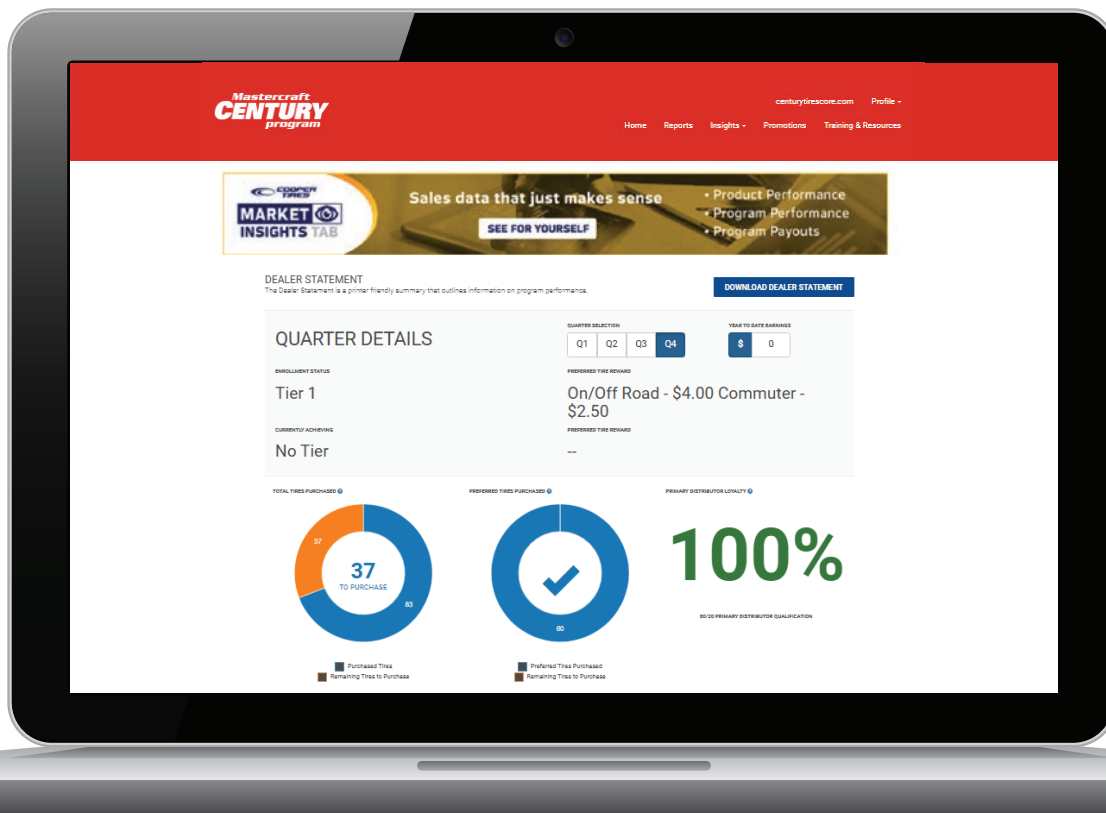 Mastercraft
CENTURY
program
centurytirescore.com Profile -
Home Reports Insights - Promotions Training & Resources
COOPER
TIRES
MARKET
INSIGHTS TAB
Sales data that just makes sense
SEE FOR YOURSELF
• Product Performance
• Program Performance
• Program Payouts
DEALER STATEMENT
The Dealer Statement is a printer friendly summary that outlines information on program performance.
DOWNLOAD DEALER STATEMENT
QUARTER DETAILS
QUARTER SELECTION
Q1 Q2 Q3 Q4
YEAR TO DATE EARNINGS
$ 0
ENROLLMENT STATUS
Tier 1
PREFERRED TIRE REWARD
On/Off Road - $4.00 Commuter -
$2.50
CURRENTLY ACHIEVING
No Tier
PREFERRED TIRE REWARD
--
TOTAL TIRES PURCHASED
37
37
TO PURCHASE
83
Purchased Tires
Remaining Tires to Purchase
PREFERRED TIRES PURCHASED
60
Preferred Tires Purchased
Remaining Tires to Purchase
PRIMARY DISTRIBUTOR LOYALTY
100%
80/20 PRIMARY DISTRIBUTOR QUALIFICATION